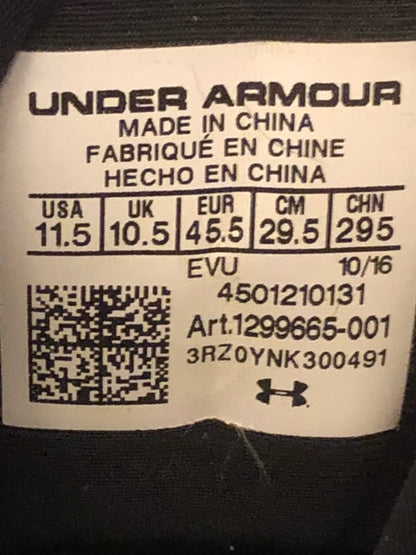 UNDER ARMOUR
MADE IN CHINA
FABRIQUÉ EN CHINE
HECHO EN CHINA
USA UK EUR CM CHN
11.5 10.5 45.5 29.5 295
EVU 10/16
4501210131
Art.1299665-001
3RZ0YNK300491